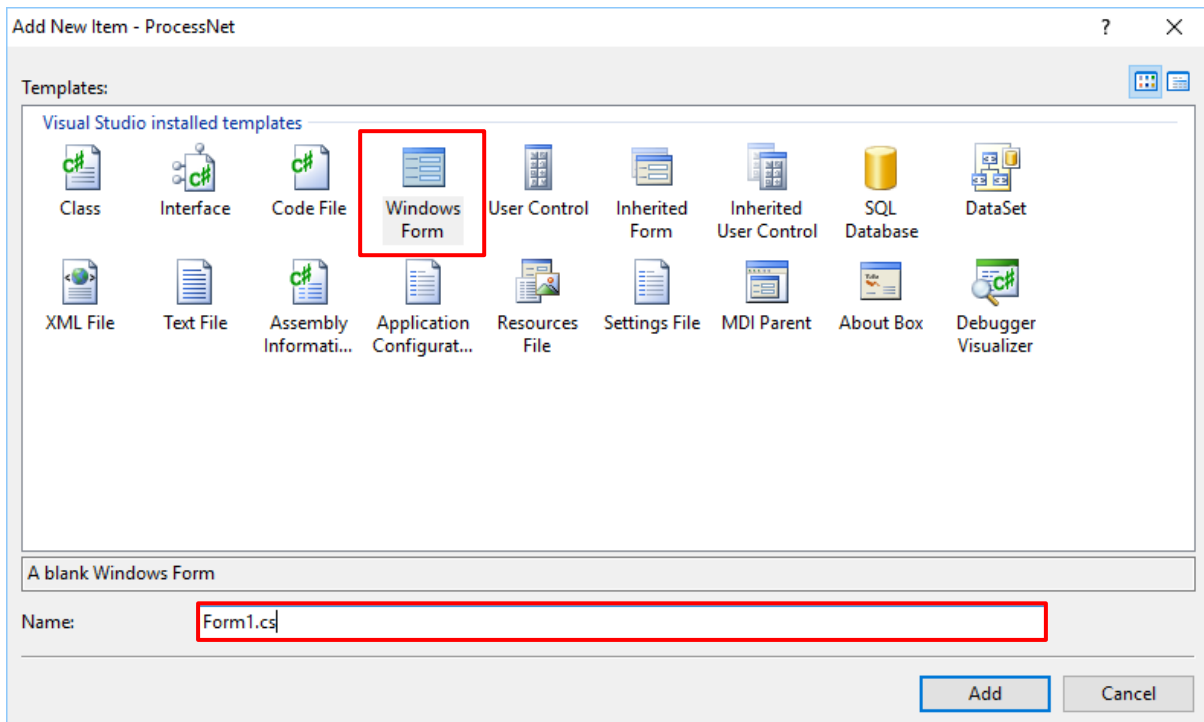 Add New Item - ProcessNet
?
Templates:
Visual Studio installed templates
Class
Interface
Code File
Windows
Form
User Control
Inherited
Form
Inherited
User Control
SQL
Database
DataSet
XML File
Text File
Assembly
Informati...
Application
Configurat...
Resources
File
Settings File
MDI Parent
About Box
Debugger
Visualizer
A blank Windows Form
Name:
Form1.cs
Add
Cancel